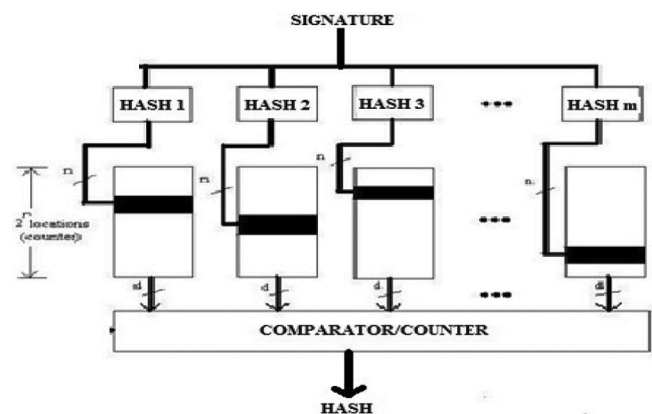 SIGNATURE
HASH 1
HASH 2
HASH 3
HASH m
n
n
n
n
2^n locations
(counter)
d
d
d
COMPARATOR/COUNTER
HASH